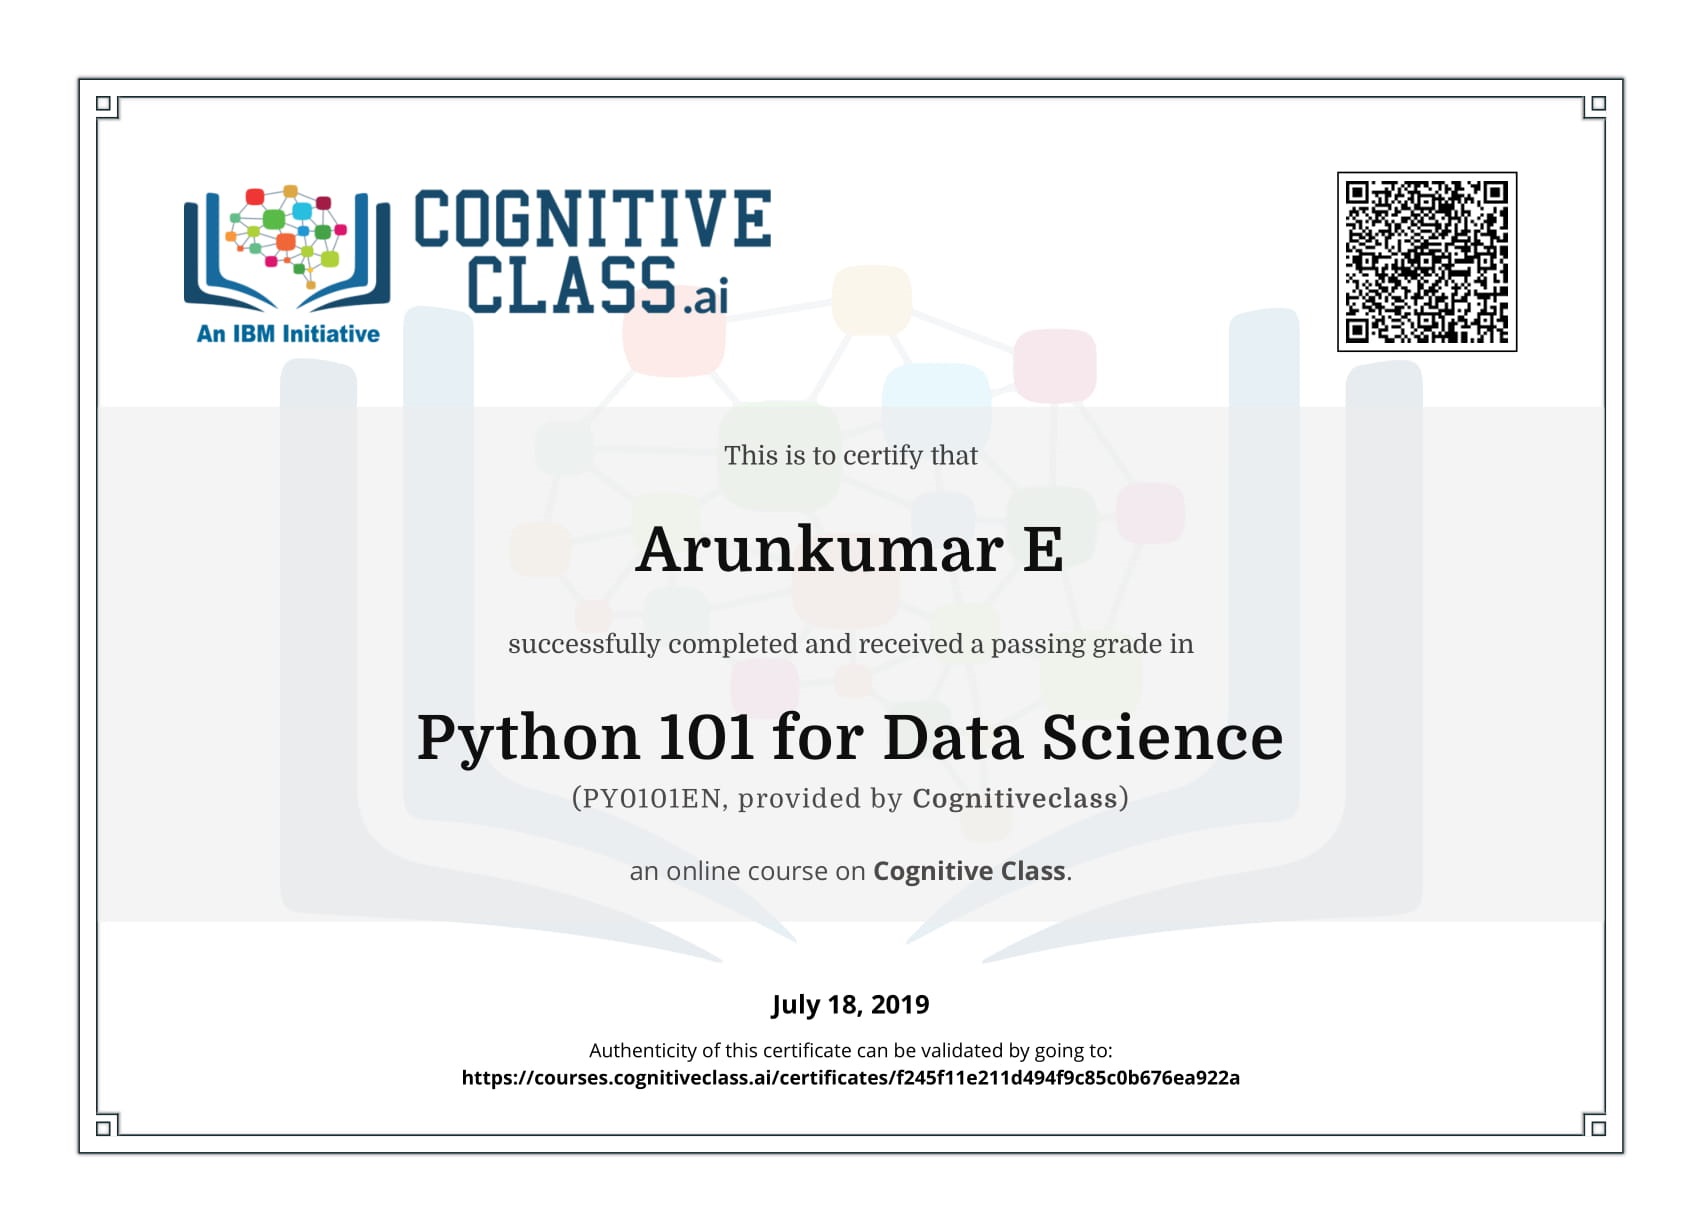 COGNITIVE
CLASS.ai
An IBM Initiative
This is to certify that
Arunkumar E
successfully completed and received a passing grade in
Python 101 for Data Science
(PY0101EN, provided by Cognitiveclass)
an online course on Cognitive Class.
July 18, 2019
Authenticity of this certificate can be validated by going to:
https://courses.cognitiveclass.ai/certificates/f245f11e211d494f9c85c0b676ea922a